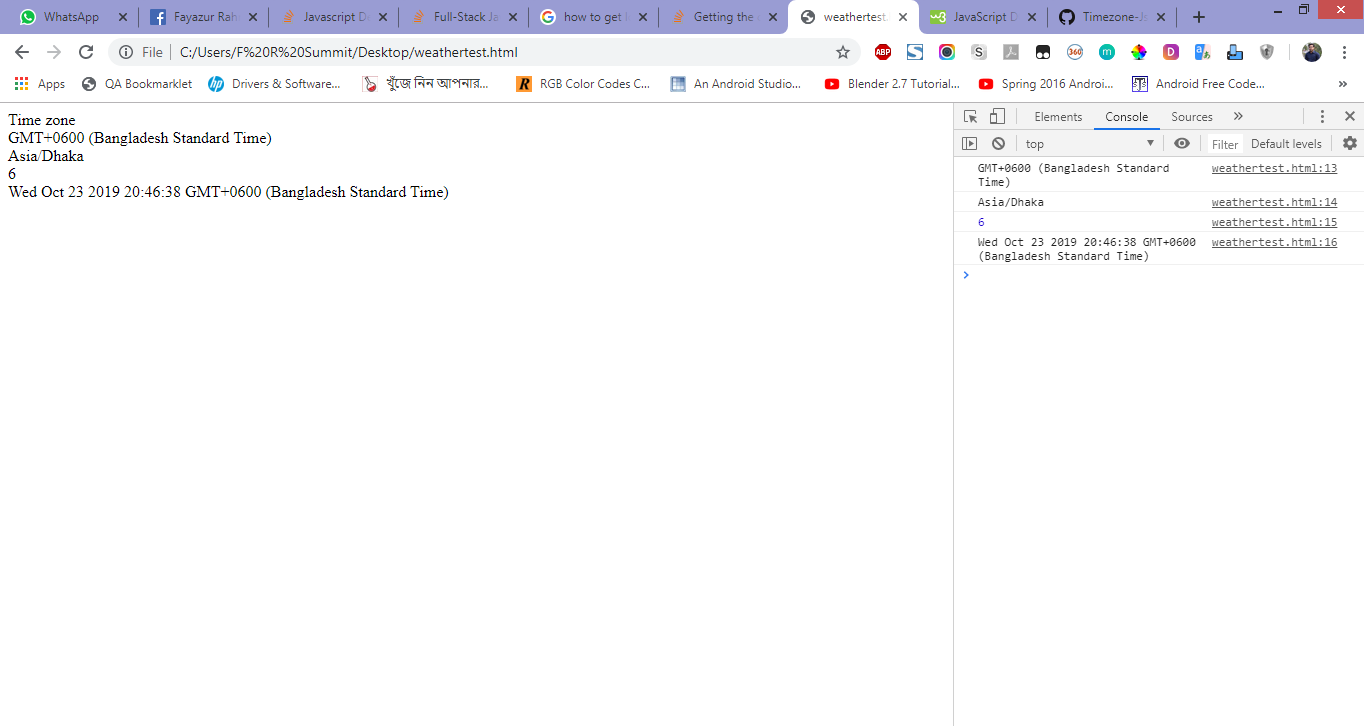 WhatsApp
Fayazur Rah
Javascript D
Full-Stack Ja
how to get
Getting the
weathertest.
JavaScript D
Timezone-Js
File
C:/Users/F%20R%20Summit/Desktop/weathertest.html
ABP
S
S
360
m
D
Apps
QA Bookmarklet
Drivers & Software...
খুঁজে নিন আপনার...
R
RGB Color Codes C...
An Android Studio...
Blender 2.7 Tutorial...
Spring 2016 Androi...
Android Free Code...
»
Time zone
GMT+0600 (Bangladesh Standard Time)
Asia/Dhaka
6
Wed Oct 23 2019 20:46:38 GMT+0600 (Bangladesh Standard Time)
Elements
Console
Sources
»
top
Filter
Default levels
GMT+0600 (Bangladesh Standard
Time)
weathertest.html:13
Asia/Dhaka
weathertest.html:14
6
weathertest.html:15
Wed Oct 23 2019 20:46:38 GMT+0600
(Bangladesh Standard Time)
weathertest.html:16